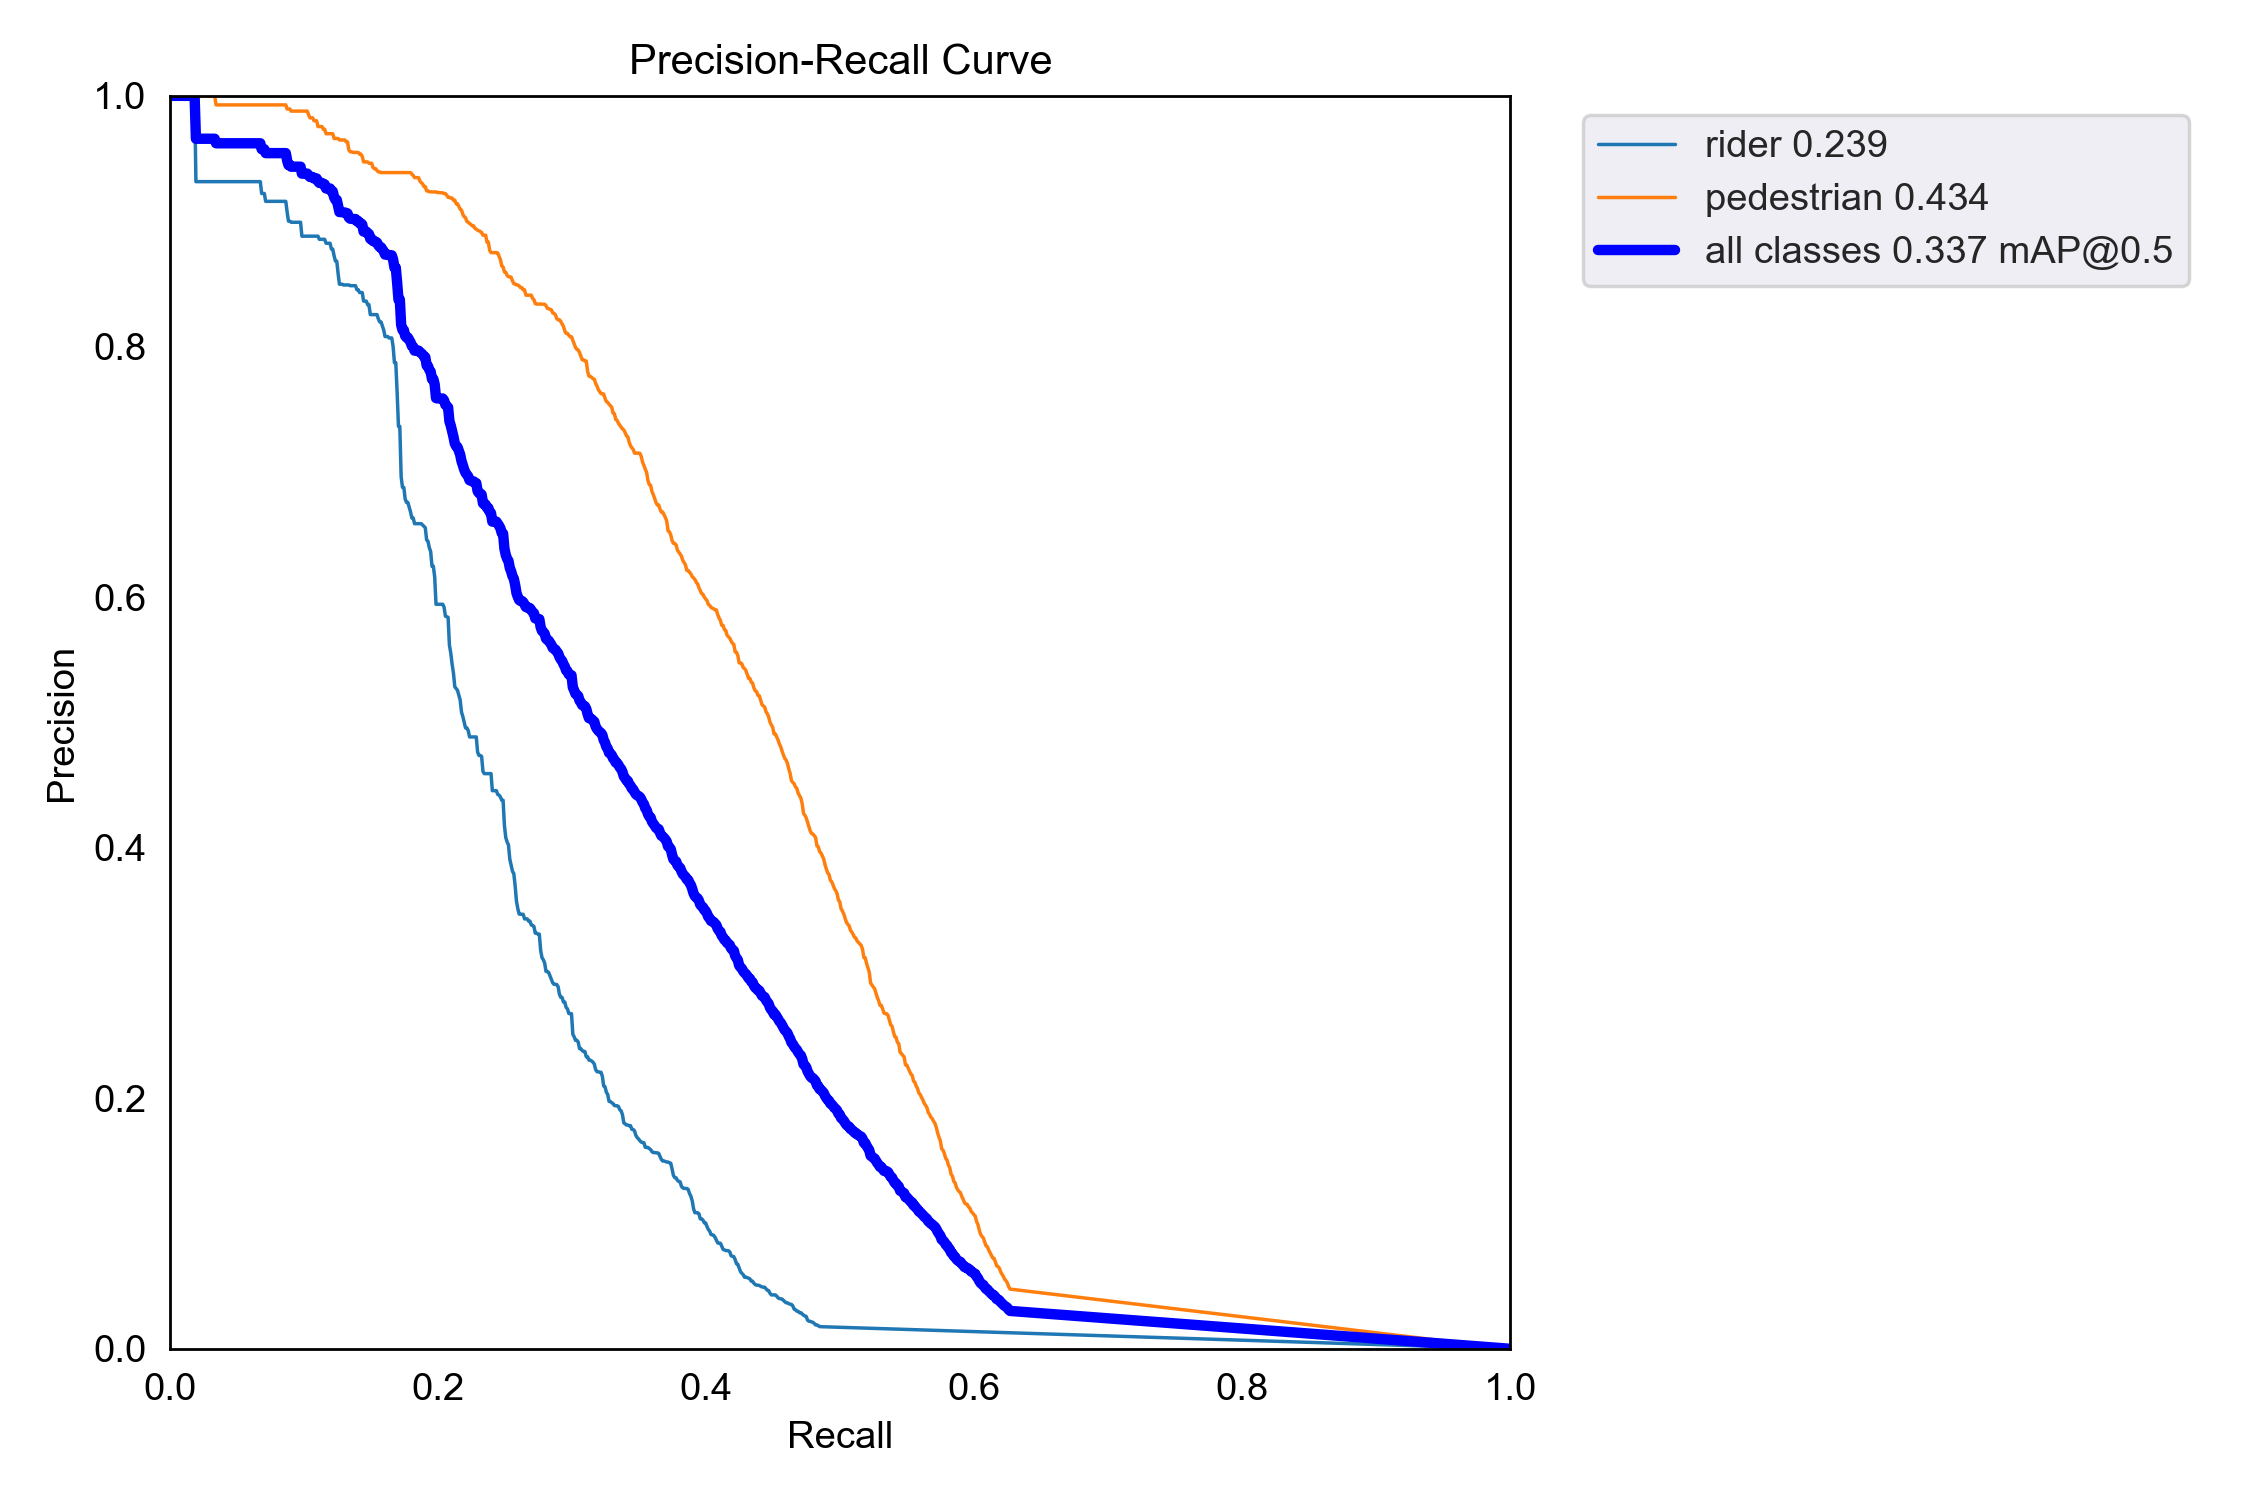 Precision-Recall Curve
rider 0.239
pedestrian 0.434
all classes 0.337 mAP@0.5
Precision
1.0
0.8
0.6
0.4
0.2
0.0
0.0 0.2 0.4 0.6 0.8 1.0
Recall